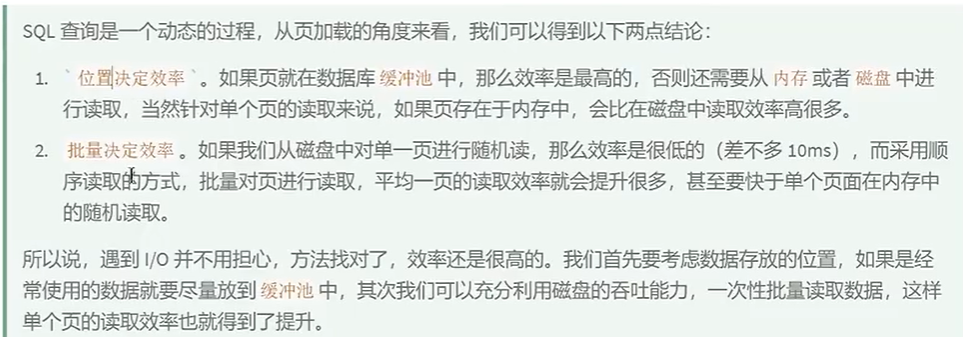 SQL 查询是一个动态的过程，从页加载的角度来看，我们可以得到以下两点结论：
1. `位置决定效率`。如果页就在数据库 缓冲池 中，那么效率是最高的，否则还需要从 内存 或者 磁盘 中进
行读取，当然针对单个页的读取来说，如果页存在于内存中，会比在磁盘中读取效率高很多。
2. 批量决定效率 。如果我们从磁盘中对单一页进行随机读，那么效率是很低的（差不多 10ms），而采用顺
序读取的方式，批量对页进行读取，平均一页的读取效率就会提升很多，甚至要快于单个页面在内存中
的随机读取。
所以说，遇到 I/O 并不用担心，方法找对了，效率还是很高的。我们首先要考虑数据存放的位置，如果是经
常使用的数据就要尽量放到 缓冲池 中，其次我们可以充分利用磁盘的吞吐能力，一次性批量读取数据，这样
单个页的读取效率也就得到了提升。